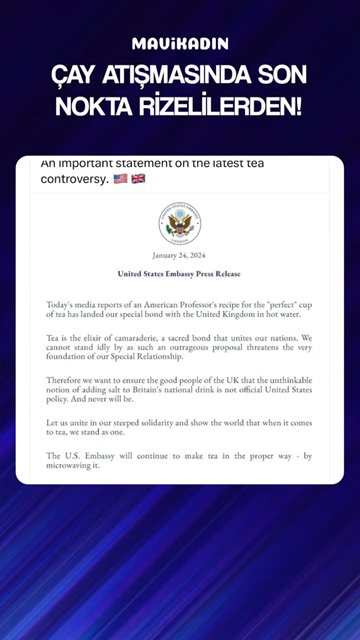 MAViKADIN
ÇAY ATIŞMASINDA SON
NOKTA RİZELİLERDEN!
An important statement on the latest tea
controversy. 🇺🇸 🇬🇧
January 24, 2024
United States Embassy Press Release
Today's media reports of an American Professor's recipe for the "perfect" cup
of tea has landed our special bond with the United Kingdom in hot water.
Tea is the elixir of camaraderie, a sacred bond that unites our nations. We
cannot stand idly by as such an outrageous proposal threatens the very
foundation of our Special Relationship.
Therefore we want to ensure the good people of the UK that the unthinkable
notion of adding salt to Britain's national drink is not official United States
policy. And never will be.
Let us unite in our steeped solidarity and show the world that when it comes
to tea, we stand as one.
The U.S. Embassy will continue to make tea in the proper way - by
microwaving it.